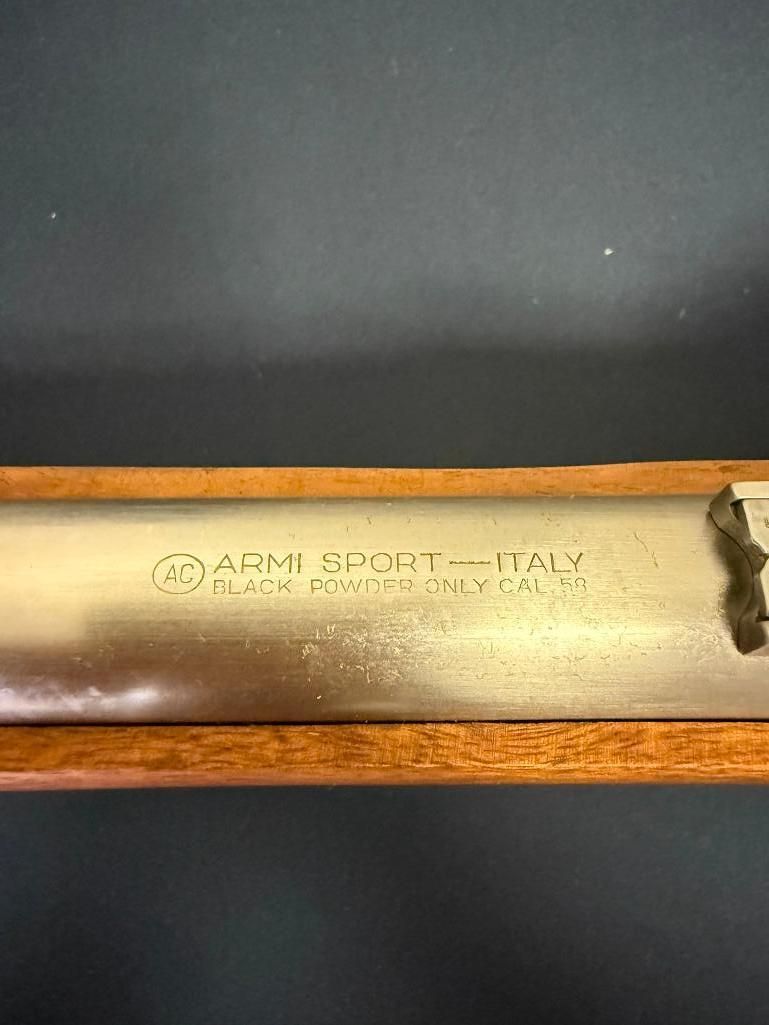 AC ARMI SPORT—ITALY
BLACK POWDER ONLY CAL. 58